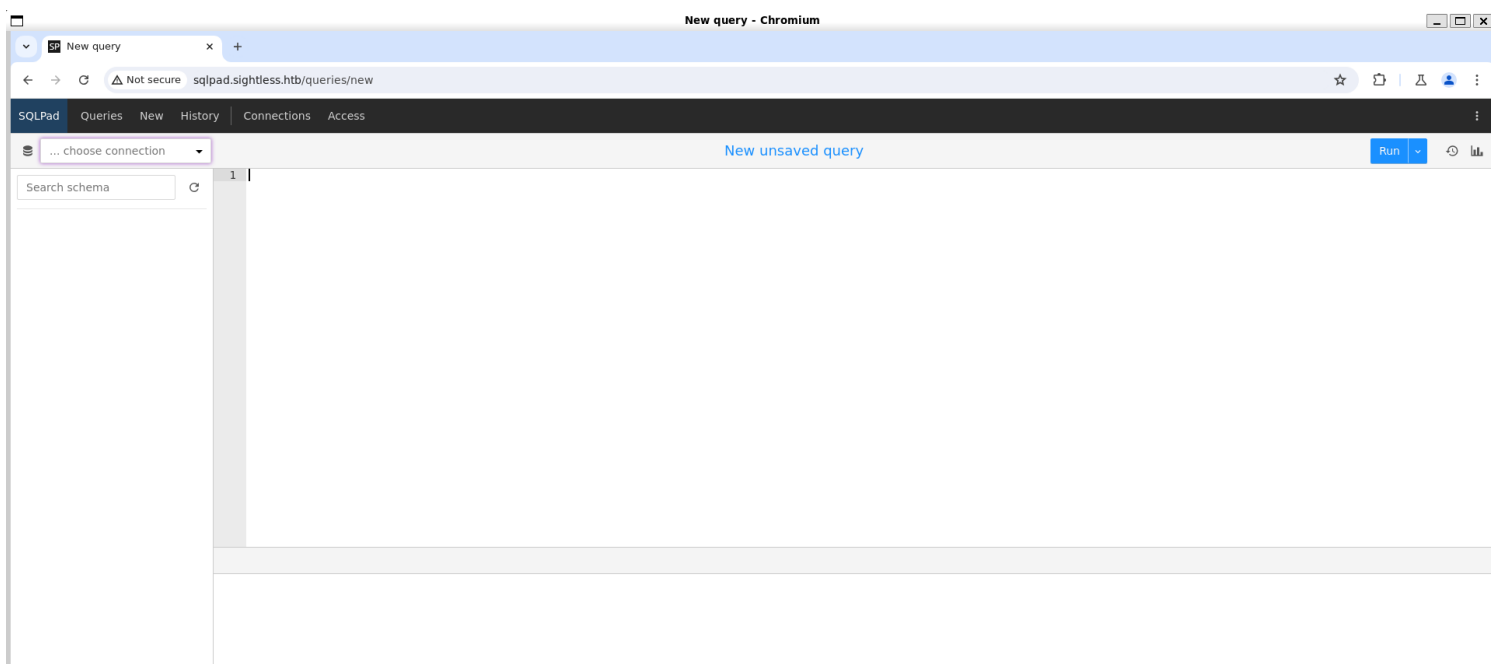 New query - Chromium
SP New query
Not secure sqlpad.sightless.htb/queries/new
SQLPad Queries New History Connections Access
... choose connection New unsaved query Run
Search schema 1